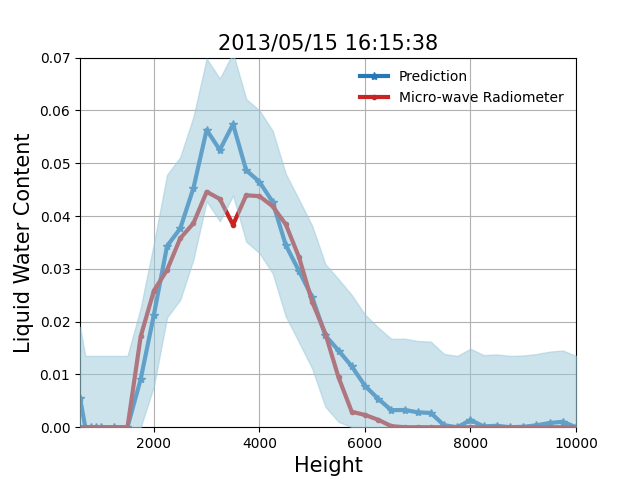 2013/05/15 16:15:38
Prediction
Micro-wave Radiometer
Liquid Water Content
0.07
0.06
0.05
0.04
0.03
0.02
0.01
0.00
2000 4000 6000 8000 10000
Height